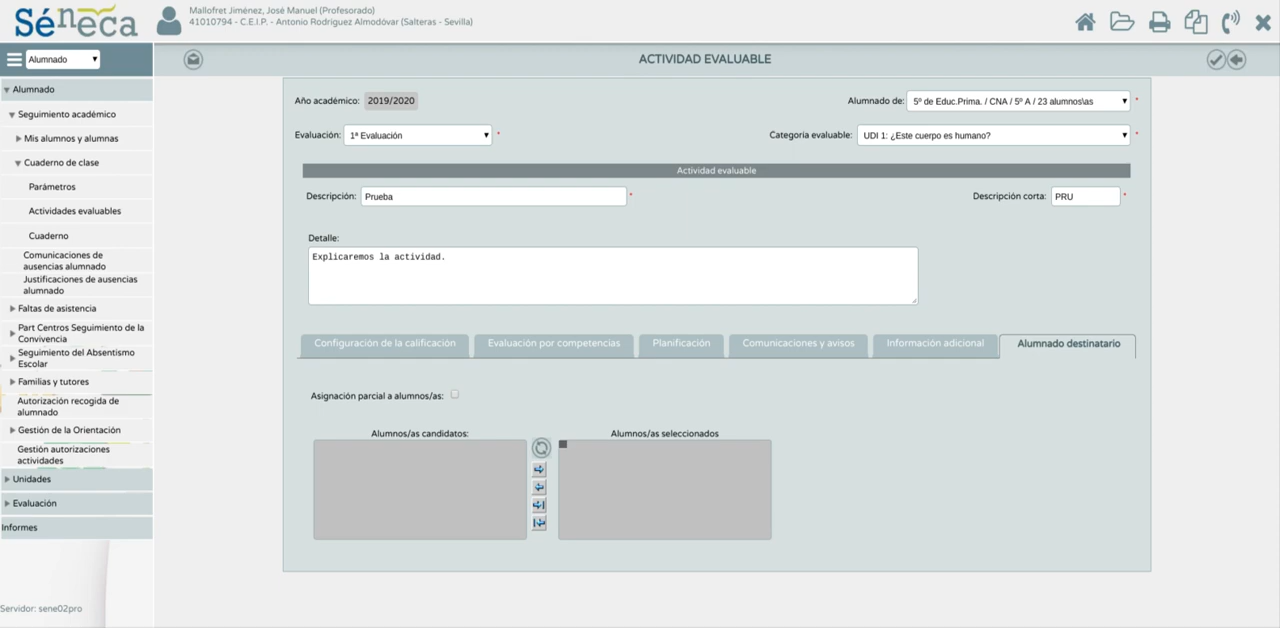 Séneca
Mallofret Jiménez, José Manuel (Profesorado)
41010794 - C.E.I.P. - Antonio Rodríguez Almodóvar (Salteras - Sevilla)
Alumnado
ACTIVIDAD EVALUABLE
Alumnado
Seguimiento académico
Mis alumnos y alumnas
Cuaderno de clase
Parámetros
Actividades evaluables
Cuaderno
Comunicaciones de
ausencias alumnado
Justificaciones de ausencias
alumnado
Faltas de asistencia
Part Centros Seguimiento de la
Convivencia
Seguimiento del Absentismo
Escolar
Familias y tutores
Autorización recogida de
alumnado
Gestión de la Orientación
Gestión autorizaciones
actividades
Unidades
Evaluación
Informes
Servidor: sene02pro
Año académico: 2019/2020
Alumnado de: 5º de Educ.Prima. / CNA / 5º A / 23 alumnos\as *
Evaluación: 1ª Evaluación *
Categoría evaluable: UDI 1: ¿Este cuerpo es humano? *
Actividad evaluable
Descripción: Prueba *
Descripción corta: PRU *
Detalle:
Explicaremos la actividad.
Configuración de la calificación
Evaluación por competencias
Planificación
Comunicaciones y avisos
Información adicional
Alumnado destinatario
Asignación parcial a alumnos/as:
Alumnos/as candidatos:
Alumnos/as seleccionados